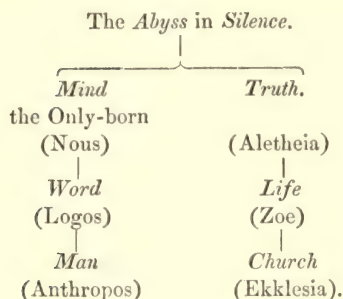 The Abyss in Silence.
Mind Truth.
the Only-born
(Nous) (Aletheia)
Word Life
(Logos) (Zoe)
Man Church
(Anthropos) (Ekklesia).